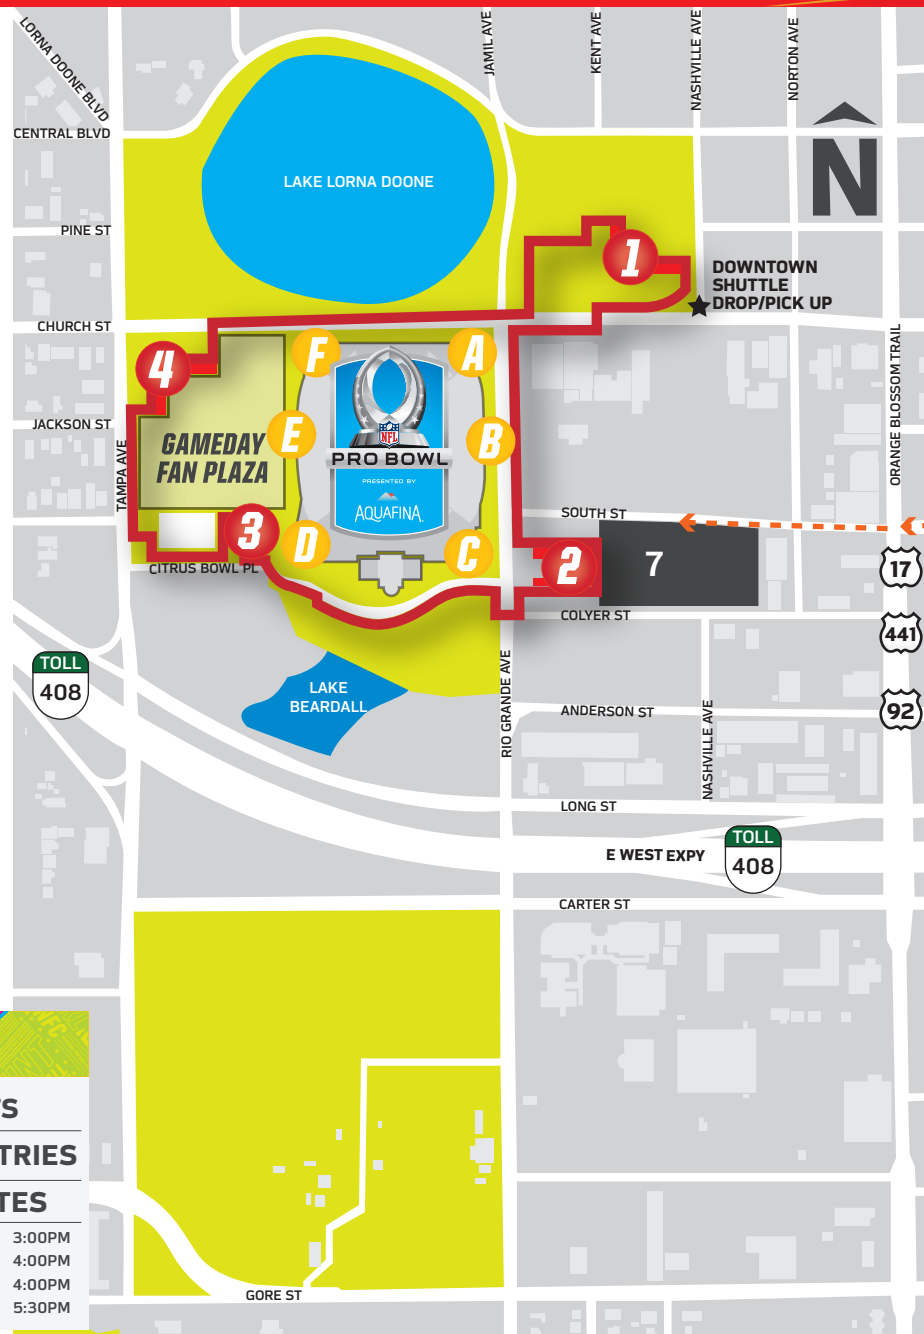 LORNA DOONE BLVD
JAMIL AVE
KENT AVE
NASHVILLE AVE
NORTON AVE
CENTRAL BLVD
N
LAKE LORNA DOONE
PINE ST
1
DOWNTOWN
SHUTTLE
DROP/PICK UP
CHURCH ST
ORANGE BLOSSOM TRAIL
4
F
A
JACKSON ST
TAMPA AVE
GAMEDAY
FAN PLAZA
E
NFL
PRO BOWL
PRESENTED BY
AQUAFINA
B
SOUTH ST
3
D
C
2
7
17
CITRUS BOWL PL
COLYER ST
441
TOLL
408
LAKE
BEARDALL
RIO GRANDE AVE
ANDERSON ST
NASHVILLE AVE
92
LONG ST
E WEST EXPY
TOLL
408
CARTER ST
TS
TRIES
TES
3:00PM
4:00PM
4:00PM
5:30PM
GORE ST